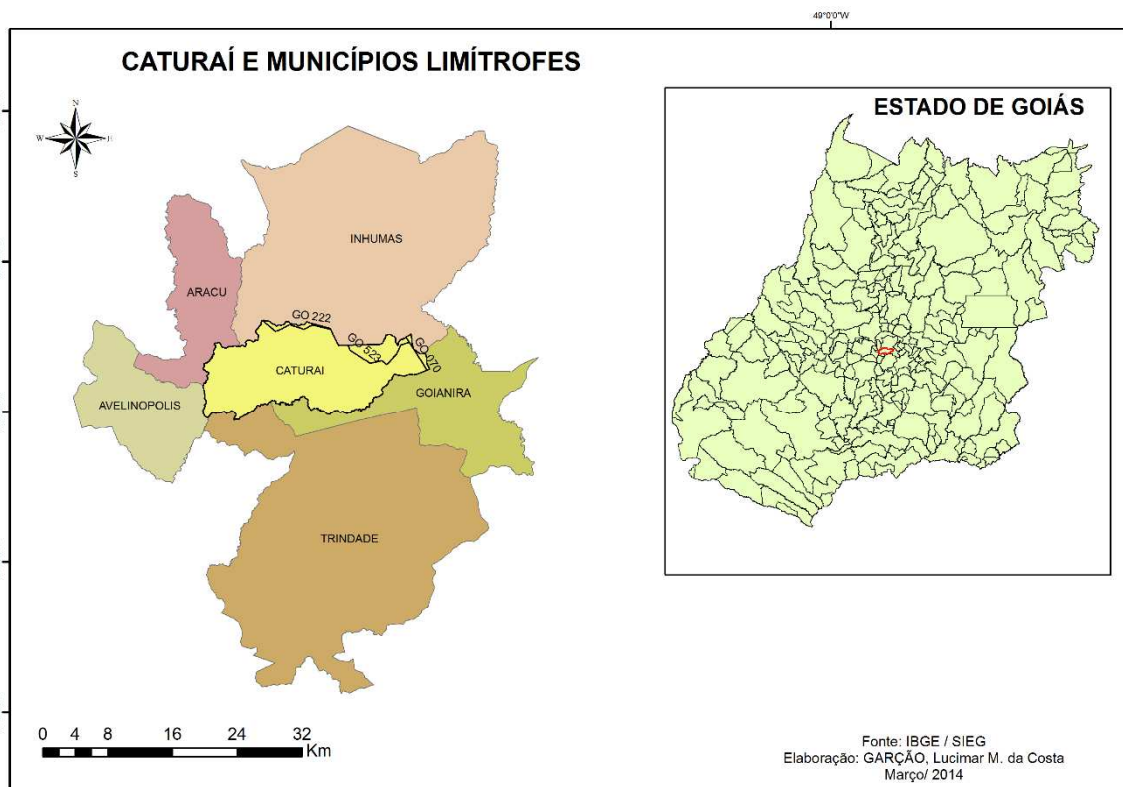 49°0'0"W
CATURAÍ E MUNICÍPIOS LIMÍTROFES
ESTADO DE GOIÁS
N
W
E
S
INHUMAS
ARACU
GO 222
GO 523
GO 070
CATURAI
GOIANIRA
AVELINOPOLIS
TRINDADE
0 4 8 16 24 32
Km
Fonte: IBGE / SIEG
Elaboração: GARÇÃO, Lucimar M. da Costa
Março/ 2014